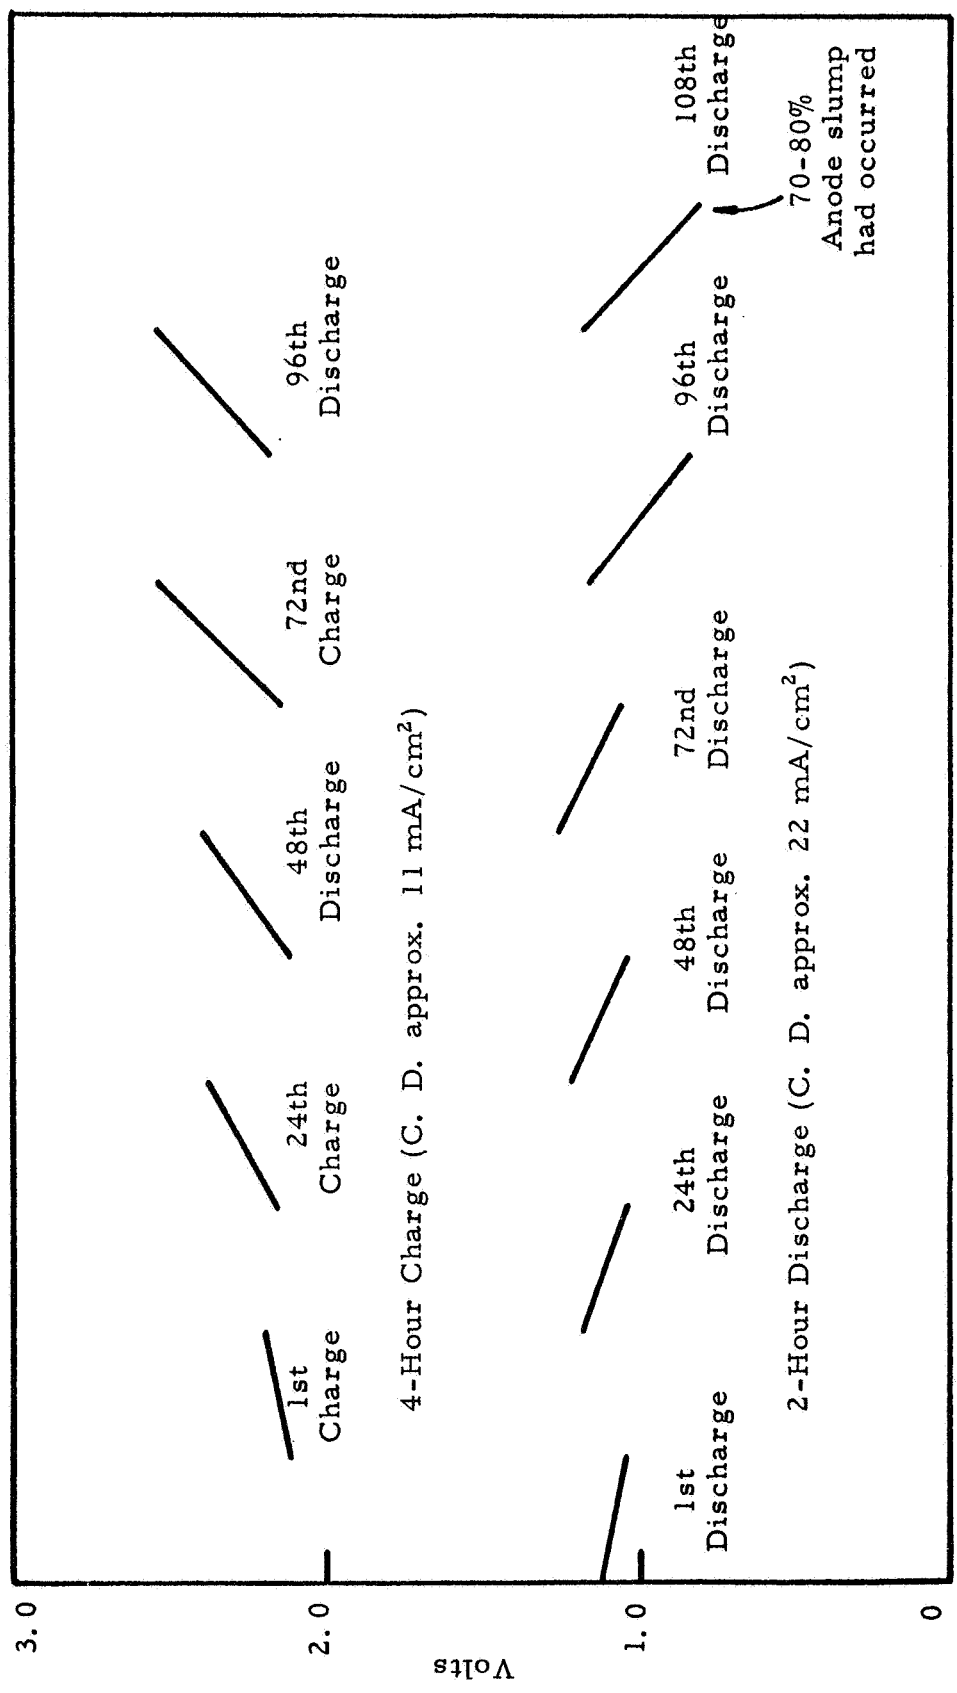 3.0
2.0
1.0
0
Volts
1st
Charge
24th
Charge
48th
Discharge
72nd
Charge
96th
Discharge
4-Hour Charge (C. D. approx. 11 mA/cm²)
1st
Discharge
24th
Discharge
48th
Discharge
72nd
Discharge
96th
Discharge
108th
Discharge
70-80%
Anode slump
had occurred
2-Hour Discharge (C. D. approx. 22 mA/cm²)